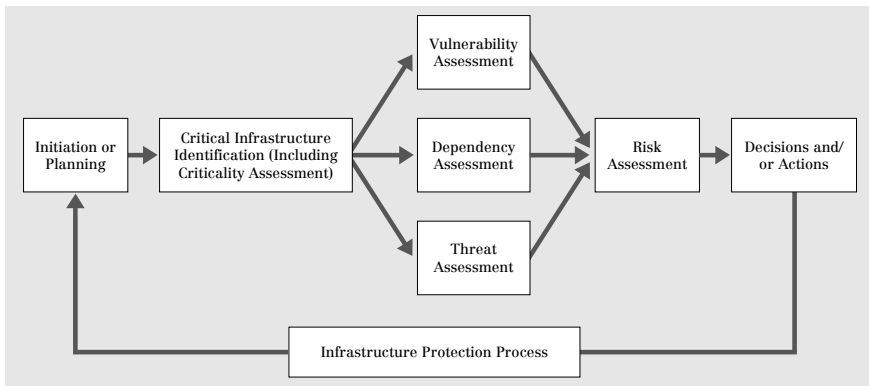 Initiation or
Planning
Critical Infrastructure
Identification (Including
Criticality Assessment)
Vulnerability
Assessment
Dependency
Assessment
Threat
Assessment
Risk
Assessment
Decisions and/
or Actions
Infrastructure Protection Process